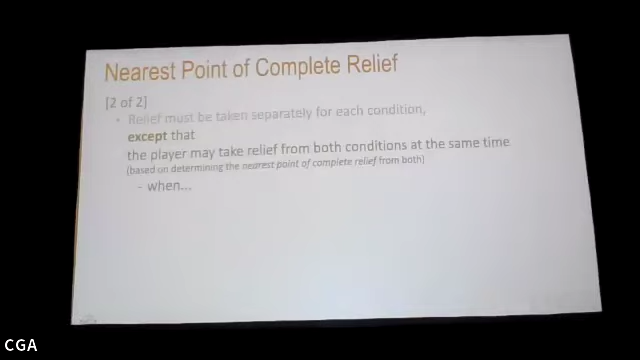 Nearest Point of Complete Relief
[2 of 2]
• Relief must be taken separately for each condition,
except that
the player may take relief from both conditions at the same time
(based on determining the nearest point of complete relief from both)
- when...
CGA